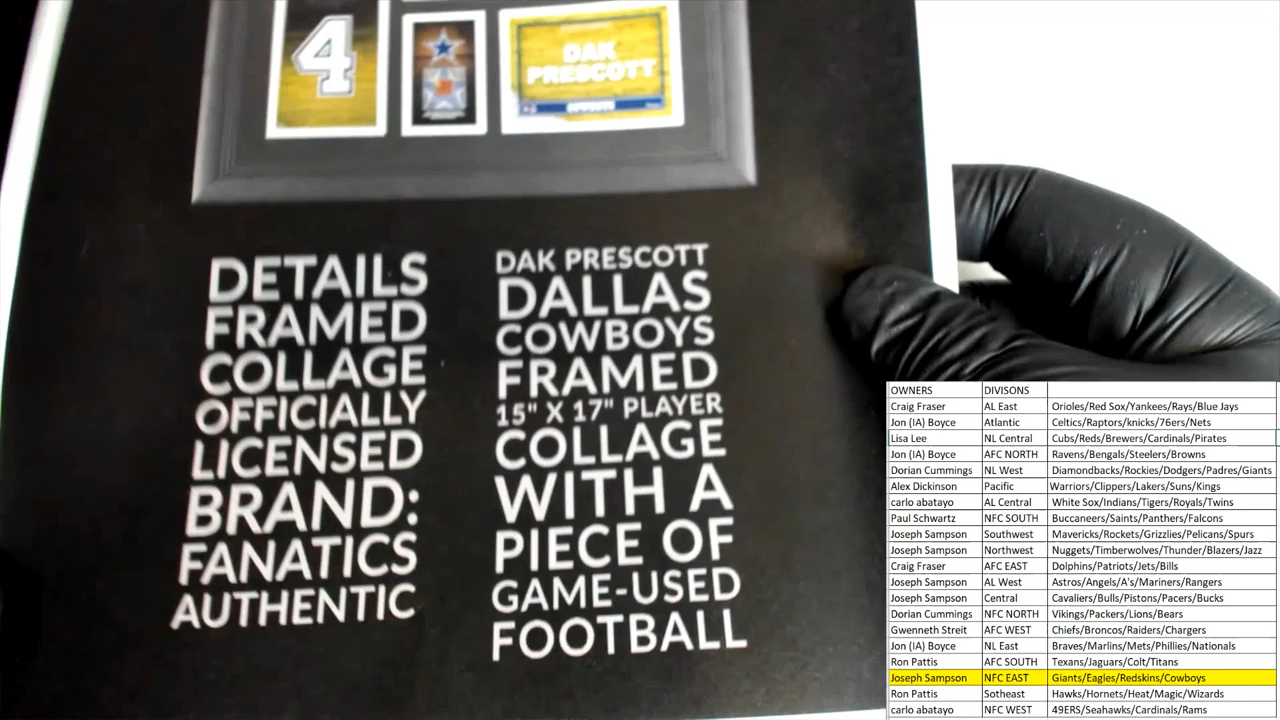 4
DAK
PRESCOTT
DETAILS
FRAMED
COLLAGE
OFFICIALLY
LICENSED
BRAND:
FANATICS
AUTHENTIC
DAK PRESCOTT
DALLAS
COWBOYS
FRAMED
15" X 17" PLAYER
COLLAGE
WITH A
PIECE OF
GAME-USED
FOOTBALL
OWNERS DIVISONS
Craig Fraser AL East Orioles/Red Sox/Yankees/Rays/Blue Jays
Jon (IA) Boyce Atlantic Celtics/Raptors/knicks/76ers/Nets
Lisa Lee NL Central Cubs/Reds/Brewers/Cardinals/Pirates
Jon (IA) Boyce AFC NORTH Ravens/Bengals/Steelers/Browns
Dorian Cummings NL West Diamondbacks/Rockies/Dodgers/Padres/Giants
Alex Dickinson Pacific Warriors/Clippers/Lakers/Suns/Kings
carlo abatayo AL Central White Sox/Indians/Tigers/Royals/Twins
Paul Schwartz NFC SOUTH Buccaneers/Saints/Panthers/Falcons
Joseph Sampson Southwest Mavericks/Rockets/Grizzlies/Pelicans/Spurs
Joseph Sampson Northwest Nuggets/Timberwolves/Thunder/Blazers/Jazz
Craig Fraser AFC EAST Dolphins/Patriots/Jets/Bills
Joseph Sampson AL West Astros/Angels/A's/Mariners/Rangers
Joseph Sampson Central Cavaliers/Bulls/Pistons/Pacers/Bucks
Dorian Cummings NFC NORTH Vikings/Packers/Lions/Bears
Gwenneth Streit AFC WEST Chiefs/Broncos/Raiders/Chargers
Jon (IA) Boyce NL East Braves/Marlins/Mets/Phillies/Nationals
Ron Pattis AFC SOUTH Texans/Jaguars/Colt/Titans
Joseph Sampson NFC EAST Giants/Eagles/Redskins/Cowboys
Ron Pattis Sotheast Hawks/Hornets/Heat/Magic/Wizards
carlo abatayo NFC WEST 49ERS/Seahawks/Cardinals/Rams